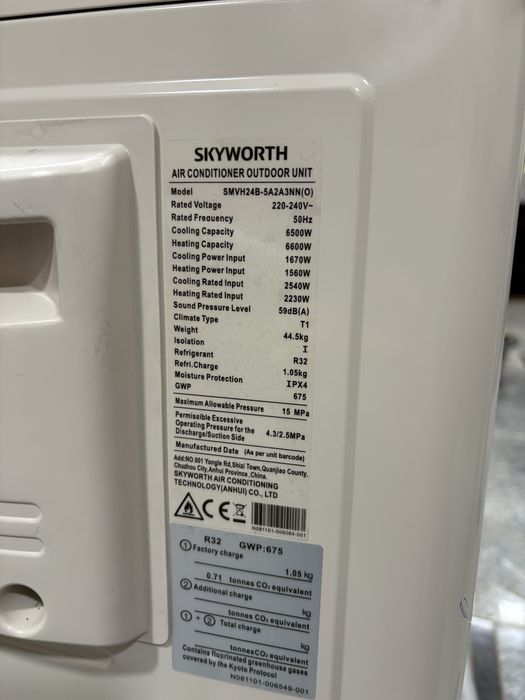 SKYWORTH
AIR CONDITIONER OUTDOOR UNIT
Model SMVH24B-5A2A3NN(O)
Rated Voltage 220-240V~
Rated Freouency 50Hz
Cooling Capacity 6500W
Heating Capacity 6600W
Cooling Power Input 1670W
Heating Power Input 1560W
Cooling Rated Input 2540W
Heating Rated Input 2230W
Sound Pressure Level 59dB(A)
Climate Type T1
Weight 44.5kg
Isolation I
Refrigerant R32
Refri.Charge 1.05kg
Moisture Protection IPX4
GWP 675
Maximum Allowable Pressure 15 MPa
Permissible Excessive
Operating Pressure for the 4.3/2.5MPa
Discharge/Suction Side
Manufactured Date (As per unit barcode)
Add:NO.901 Yongle Rd,Shizi Town,Quanjiao County,
Chuzhou City,Anhui Province ,China.
SKYWORTH AIR CONDITIONING
TECHNOLOGY(ANHUI) CO., LTD
CE
N081101-006084-001
R32 GWP:675
1 Factory charge
1.05 kg
0.71 tonnes CO₂ equivalent
2 Additional charge
kg
tonnes CO₂ equivalent
1 + 2 Total charge
kg
tonnesCO₂ equivalent
Contains fluorinated greenhouse gases
covered by the Kyoto Protocol
N081101-006549-001